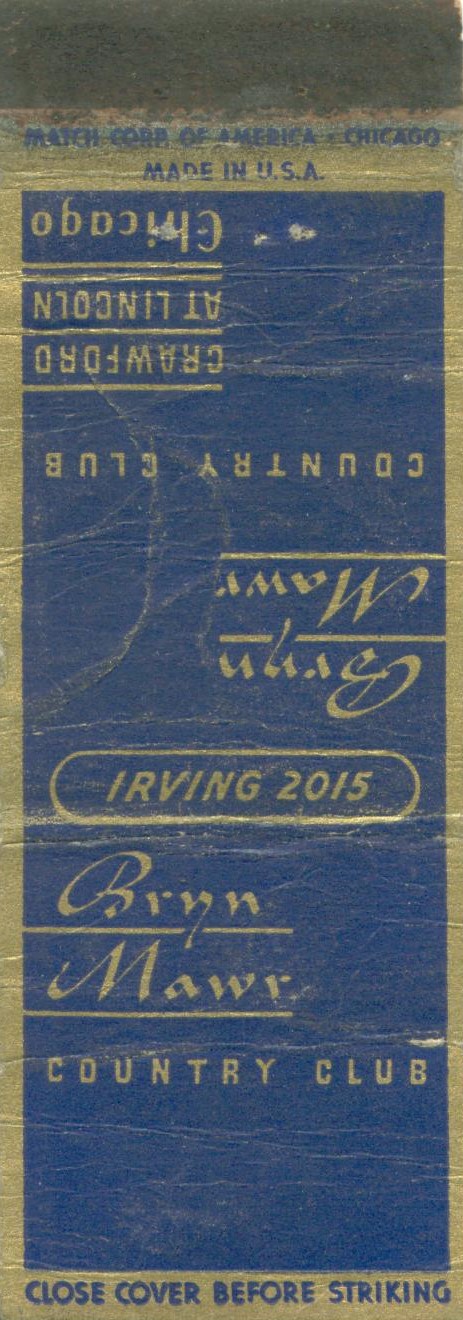 MATCH CORP. OF AMERICA - CHICAGO
MADE IN U.S.A.
Bryn
Mawr
COUNTRY CLUB
CRAWFORD
AT LINCOLN
Chicago
IRVING 2015
Bryn
Mawr
COUNTRY CLUB
CLOSE COVER BEFORE STRIKING